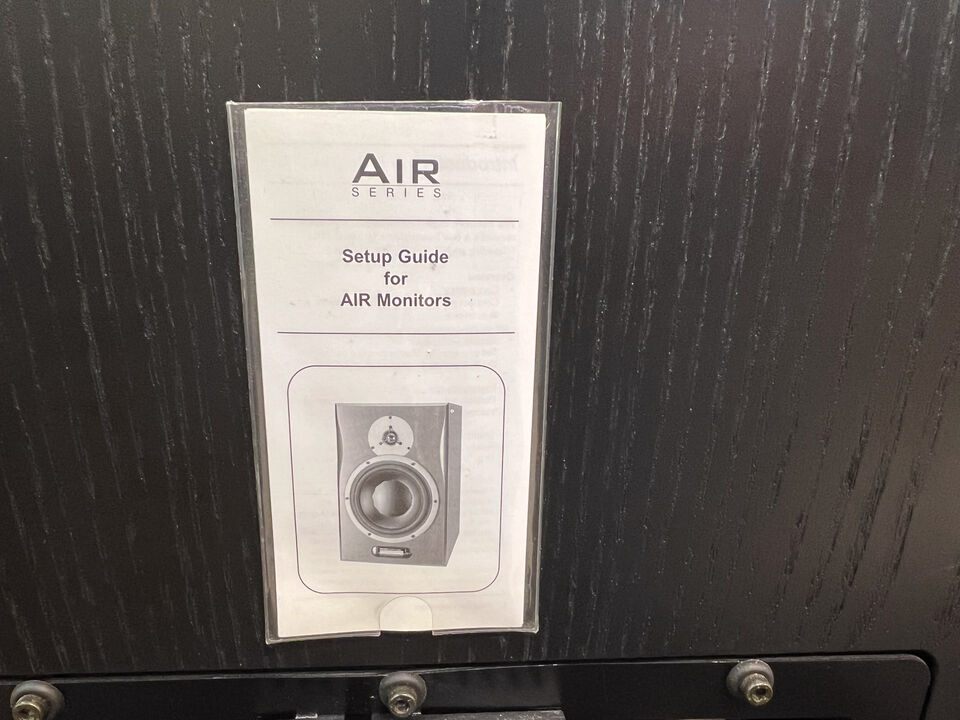 AIR
SERIES
Setup Guide
for
AIR Monitors